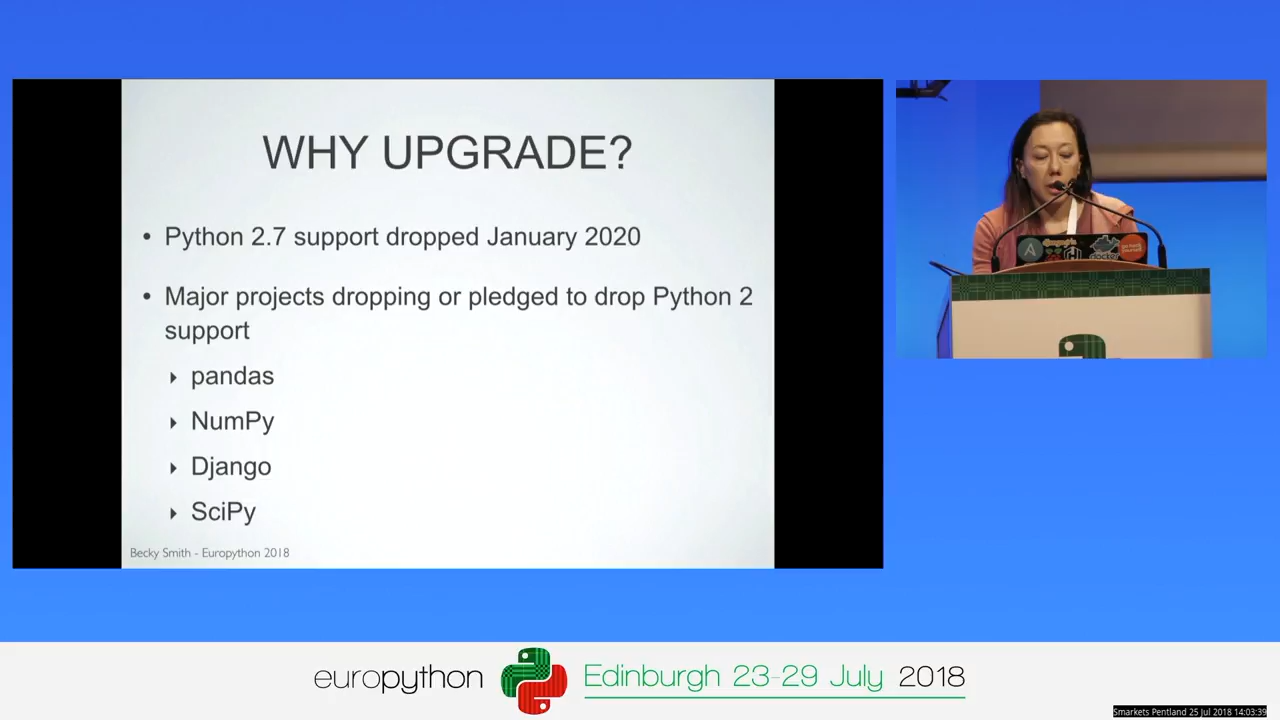 WHY UPGRADE?
• Python 2.7 support dropped January 2020
• Major projects dropping or pledged to drop Python 2
support
pandas
NumPy
Django
SciPy
Becky Smith - Europython 2018
docker
europython
Edinburgh 23-29 July 2018
Smarkets Pentland 25 Jul 2018 14:03:39